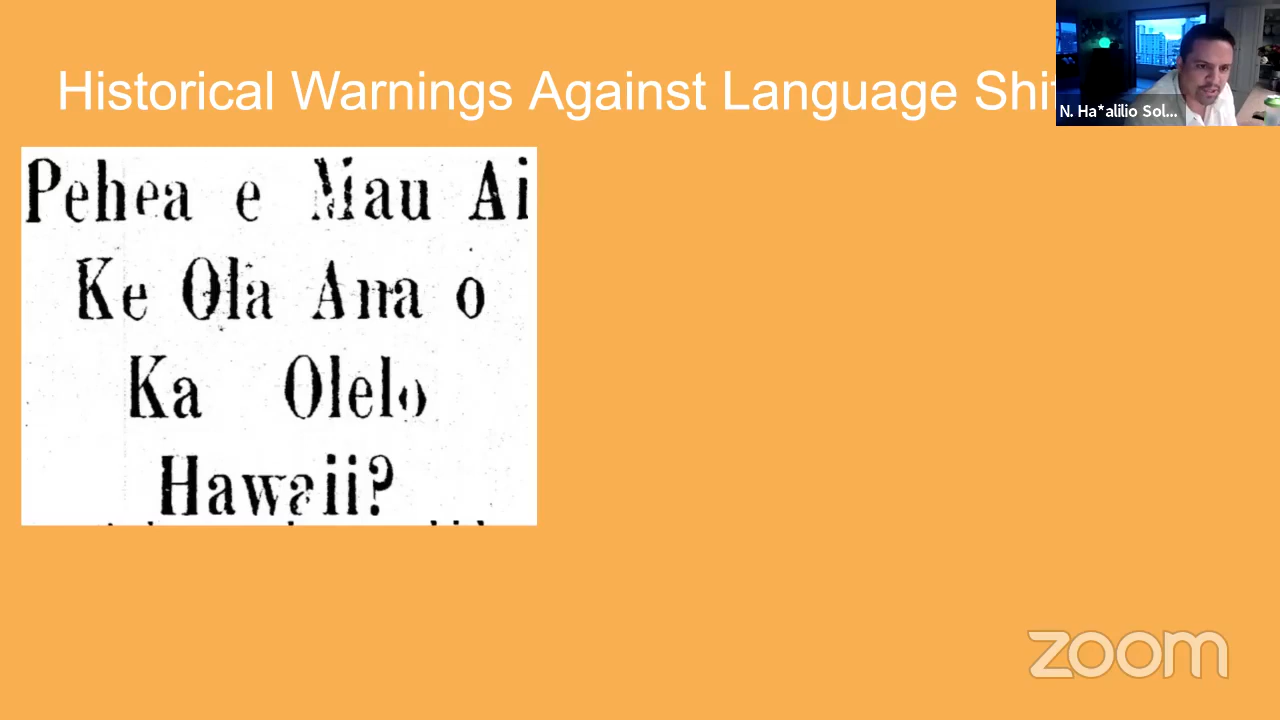 Historical Warnings Against Language Shi
N. Ha*alilio Sol...
Pehea e Mau Ai
Ke Ola Ana o
Ka Olelo
Hawaii?
zoom